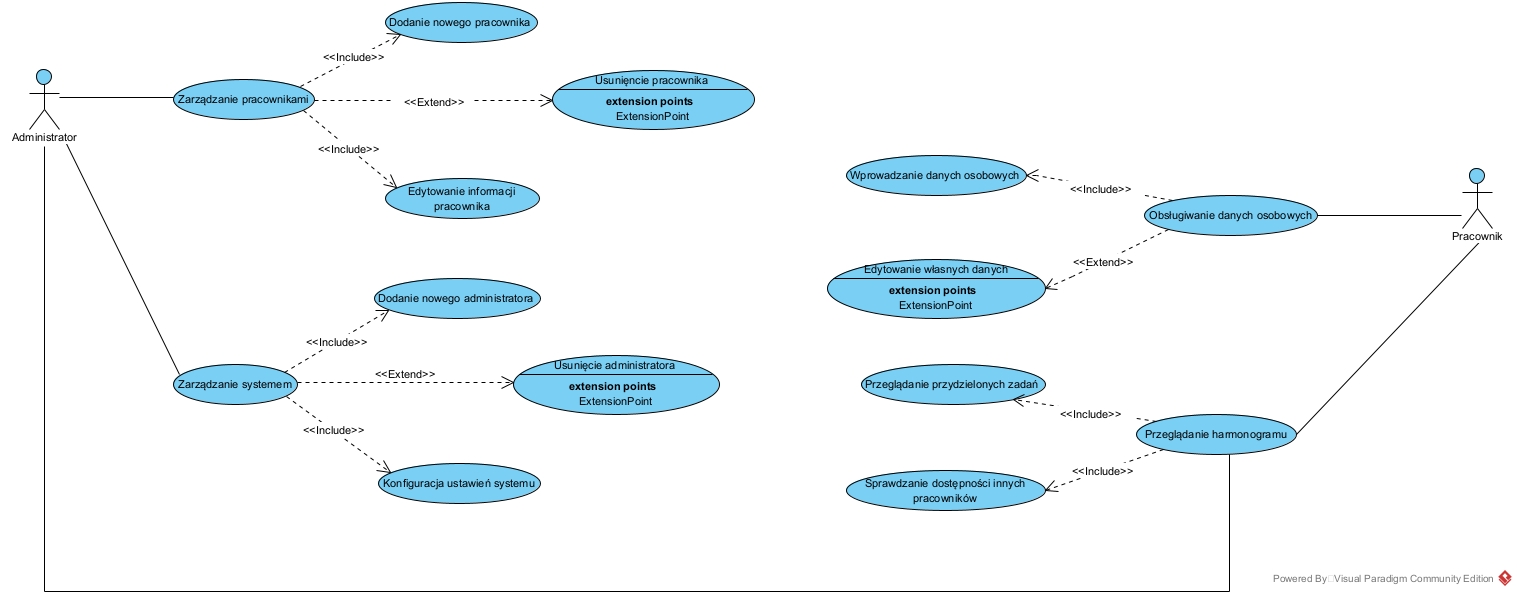 Dodanie nowego pracownika
<<Include>>
Usunięncie pracownika
Zarządzanie pracownikami
<<Extend>>
extension points
ExtensionPoint
Administrator
<<Include>>
Edytowanie informacji
pracownika
Wprowadzanie danych osobowych
<<Include>>
Obsługiwanie danych osobowych
Pracownik
<<Extend>>
Edytowanie własnych danych
extension points
ExtensionPoint
Dodanie nowego administratora
<<Include>>
Usunięcie administratora
<<Extend>>
Zarządzanie systemem
extension points
ExtensionPoint
Przeglądanie przydzielonych zadań
<<Include>>
<<Include>>
Przeglądanie harmonogramu
<<Include>>
Konfiguracja ustawień systemu
Sprawdzanie dostępności innych
pracowników
Powered By Visual Paradigm Community Edition